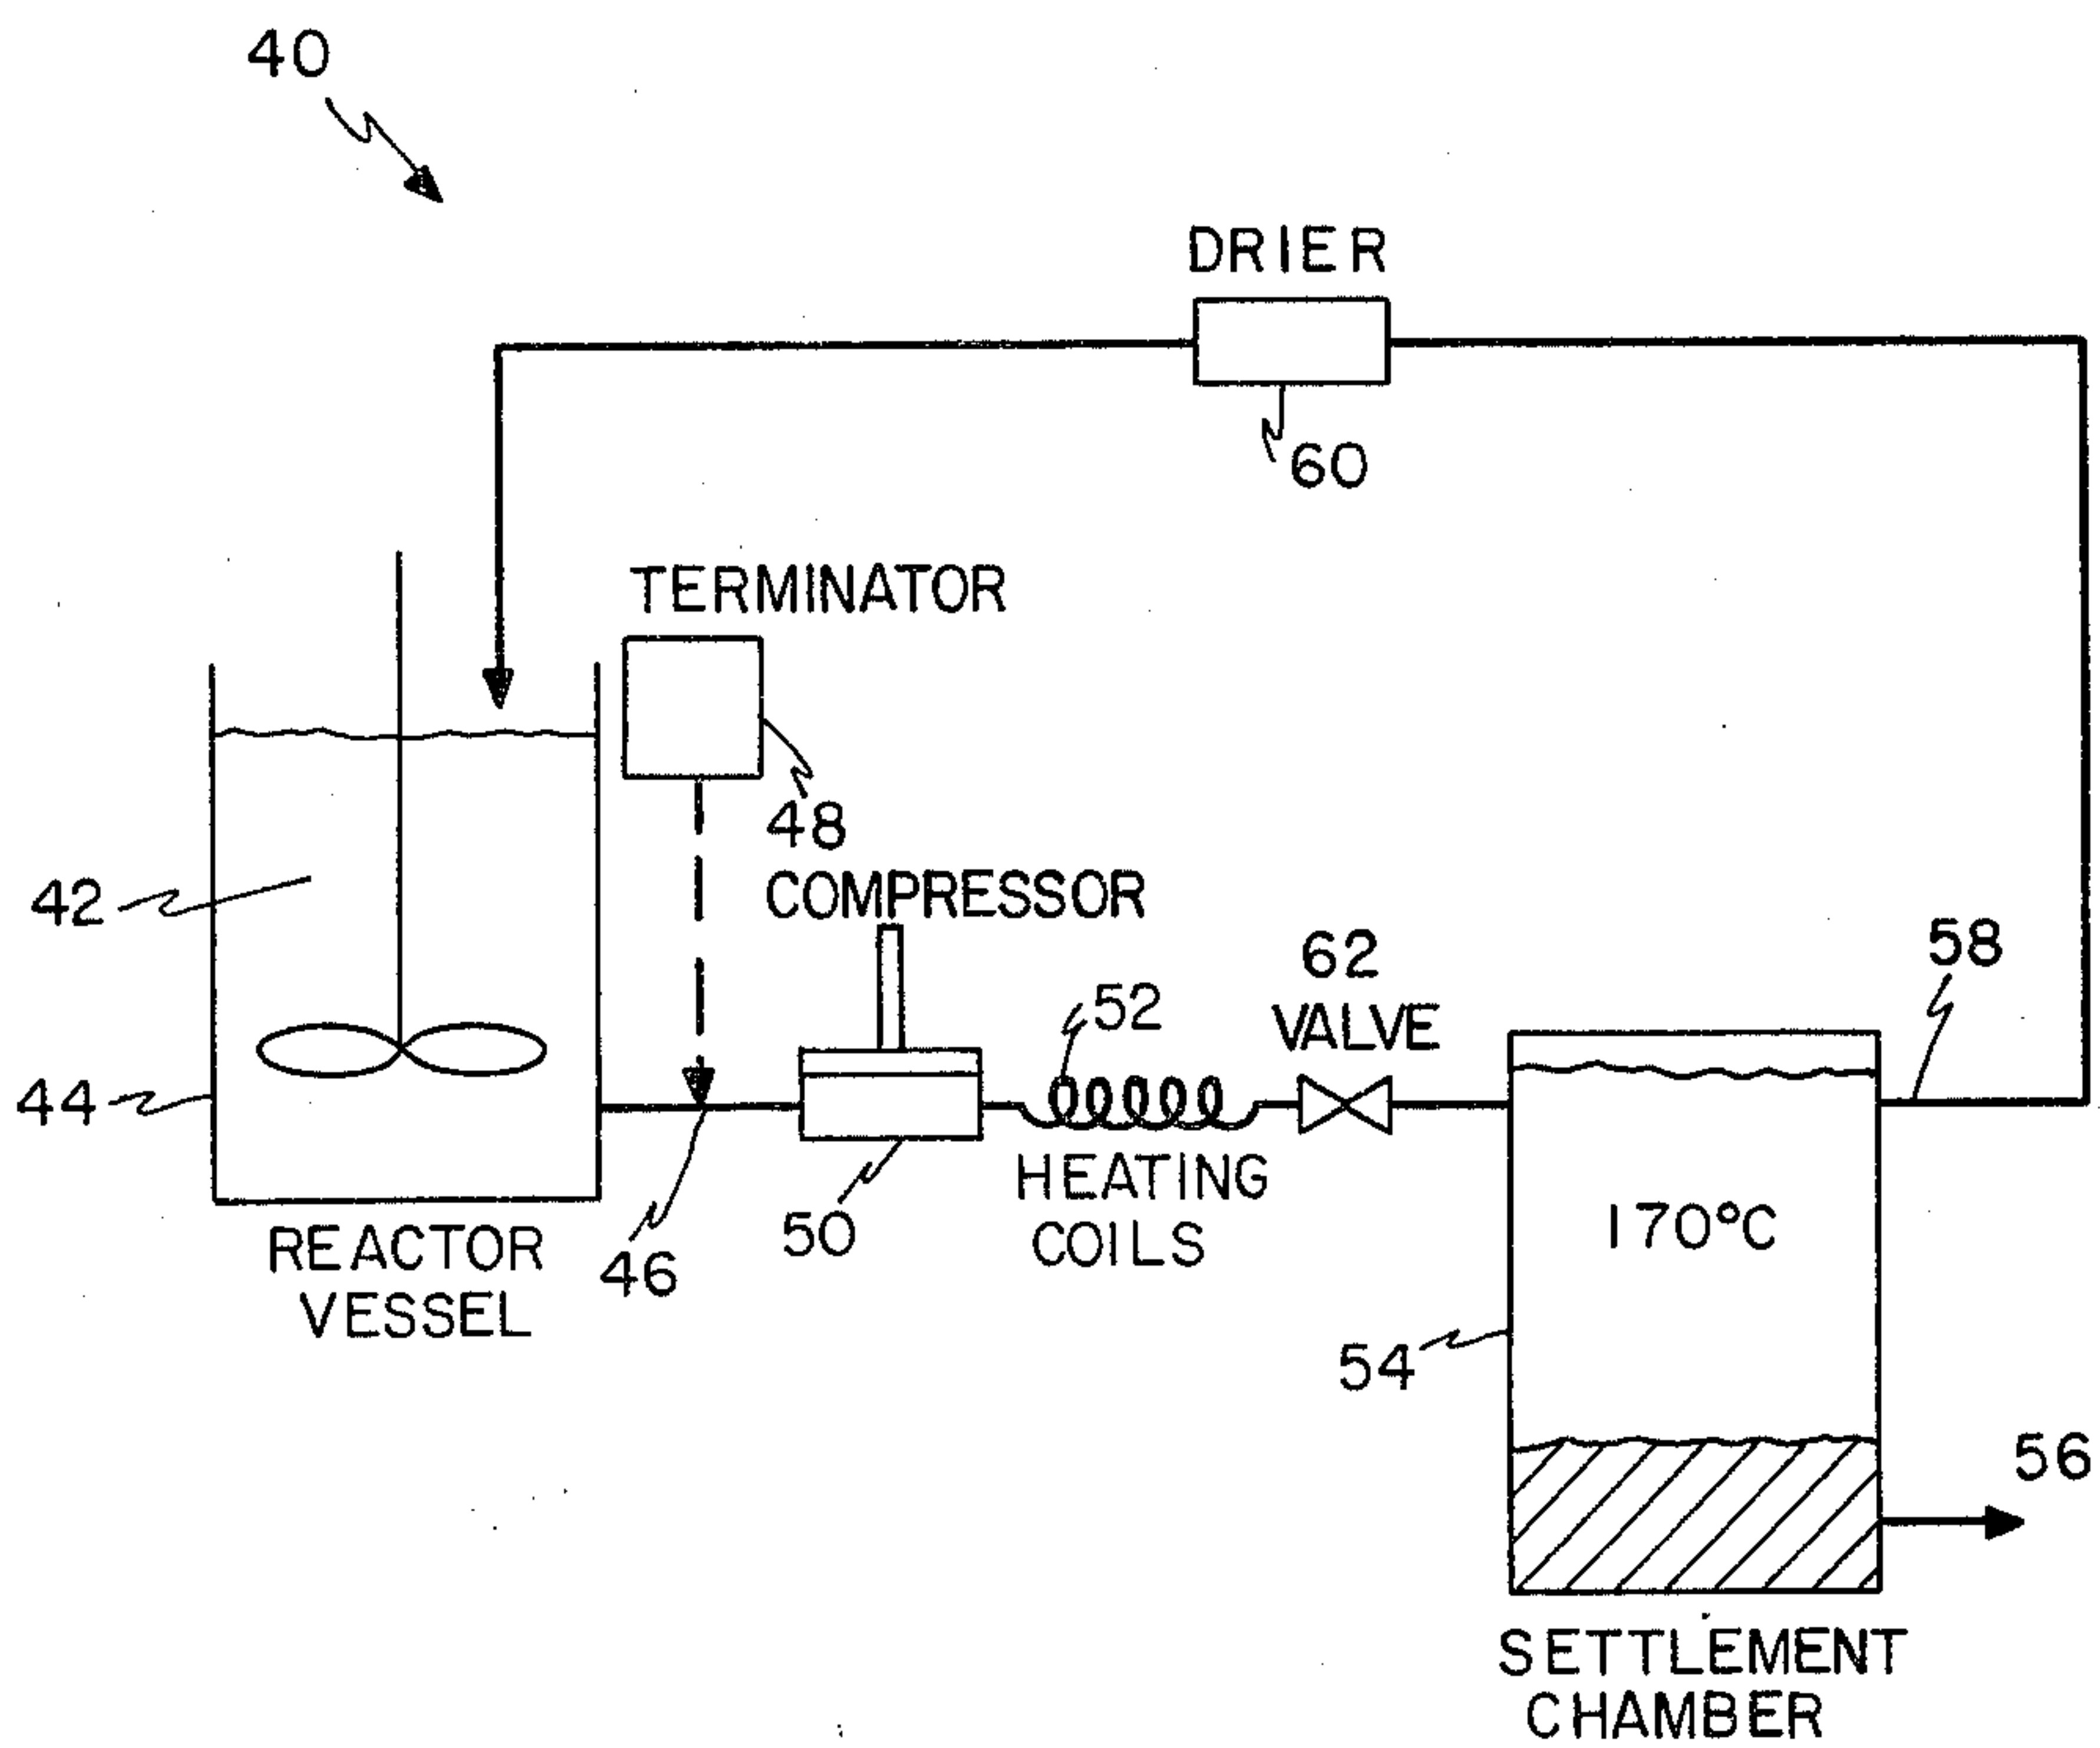 40
DRIER
60
TERMINATOR
48
COMPRESSOR
42
62
VALVE
58
52
44
HEATING
COILS
170°C
50
46
REACTOR
VESSEL
54
56
SETTLEMENT
CHAMBER